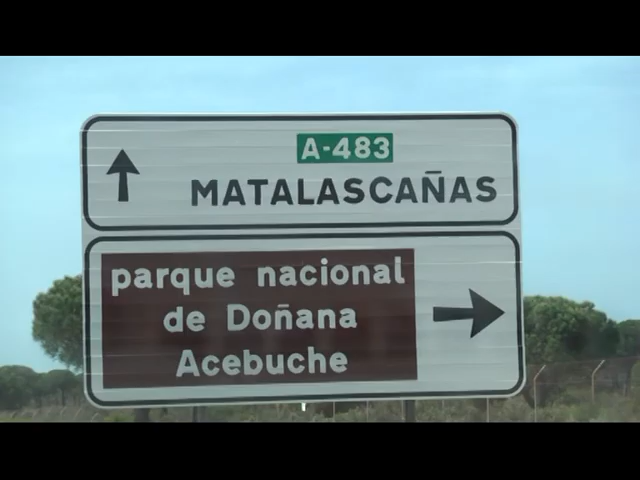 A-483
MATALASCAÑAS
parque nacional
de Doñana
Acebuche